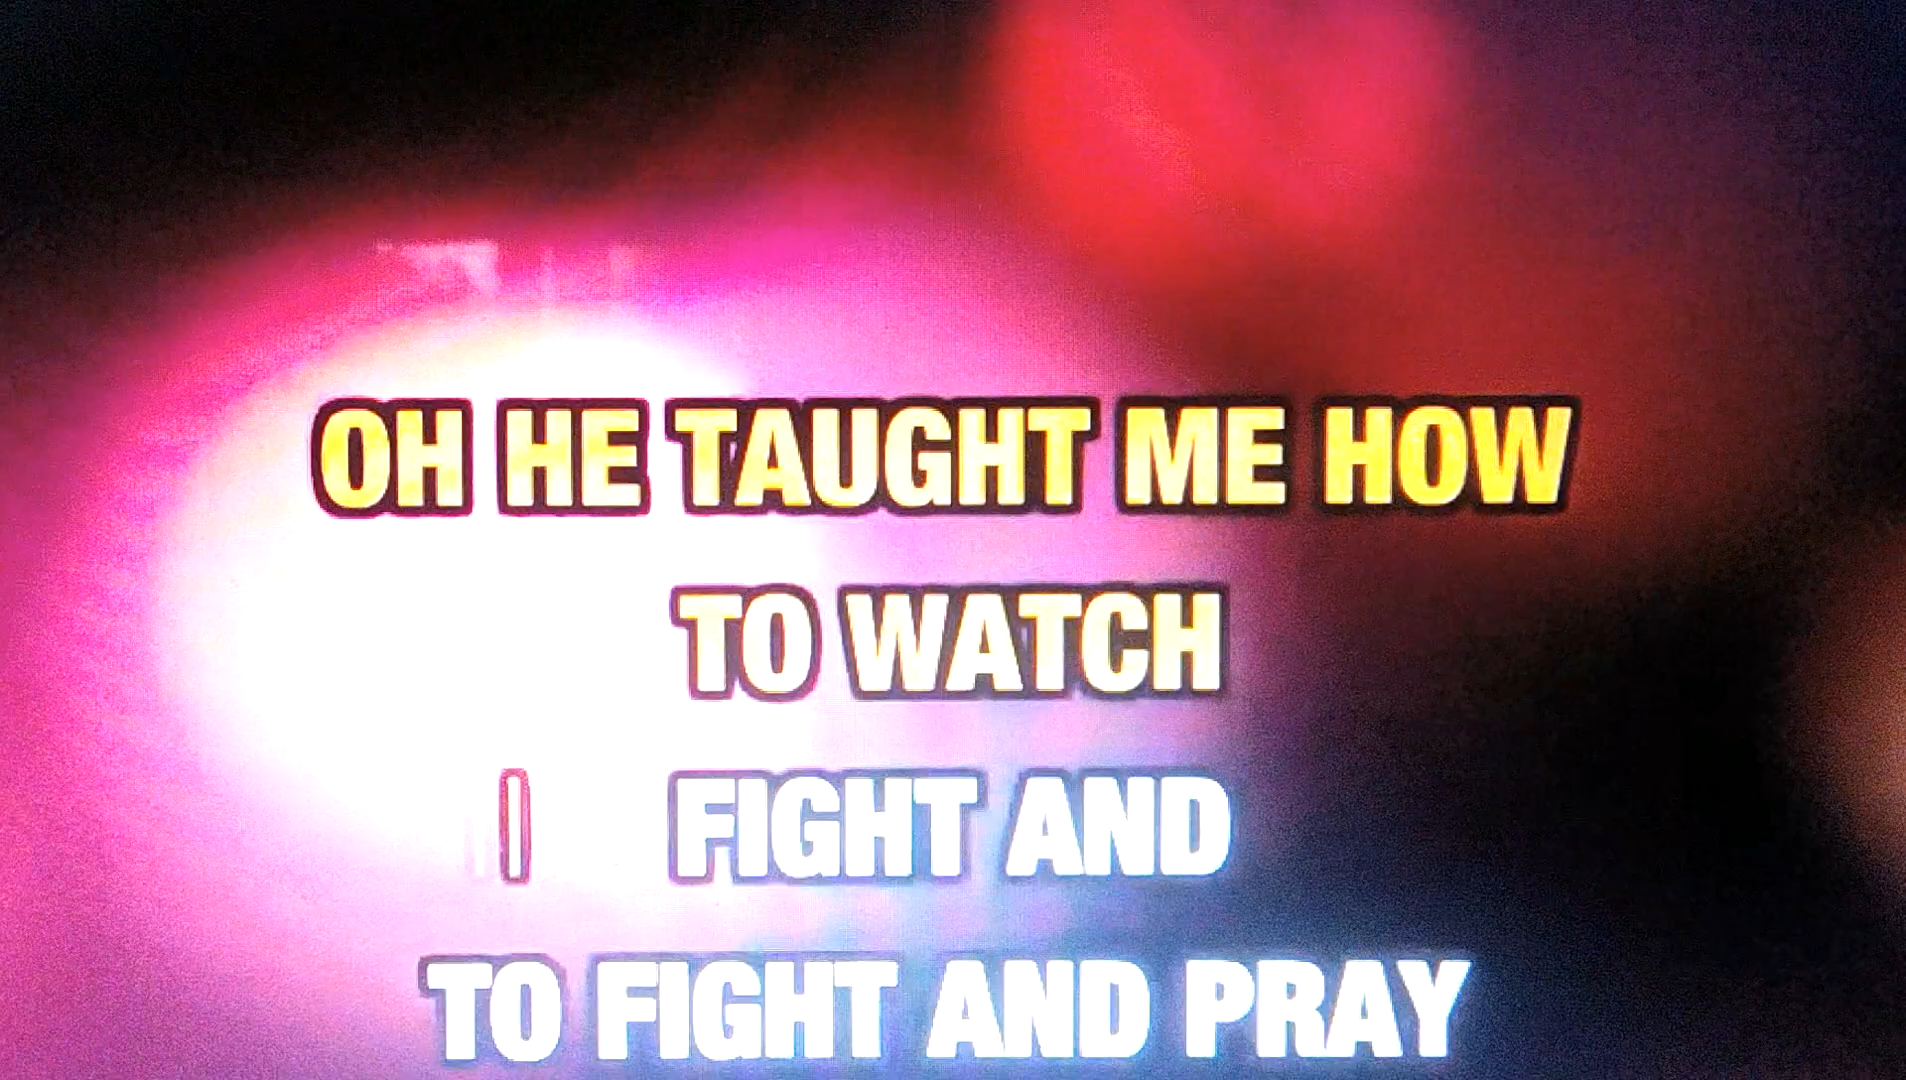 OH HE TAUGHT ME HOW
TO WATCH
FIGHT AND
TO FIGHT AND PRAY